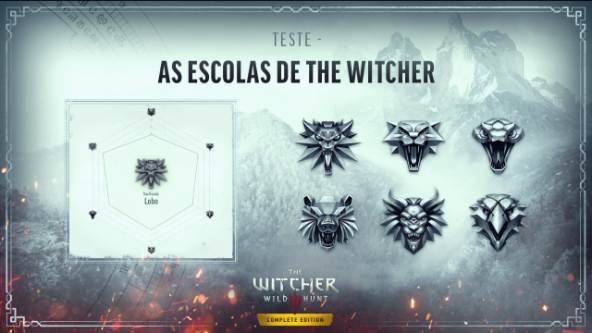 TESTE -
AS ESCOLAS DE THE WITCHER
Lobo
THE
WITCHER
WILD HUNT
COMPLETE EDITION